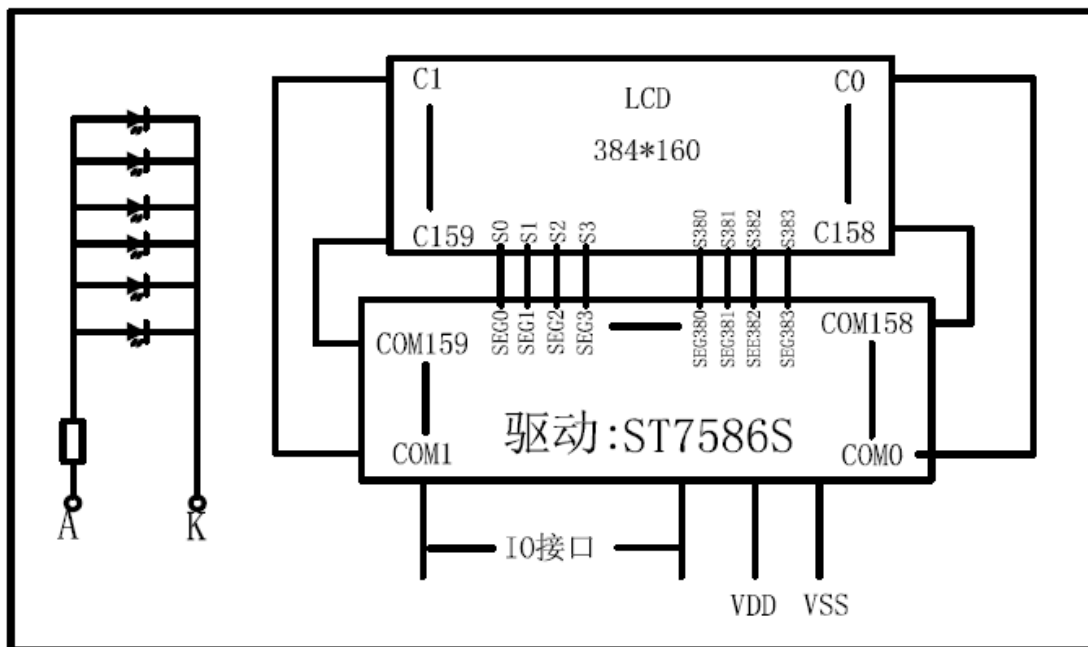 C1
C0
LCD
384*160
C159
S0
S1
S2
S3
S380
S381
S382
S383
C158
SEG0
SEG1
SEG2
SEG3
SEG380
SEG381
SEE382
SEG383
COM159
COM158
驱动:ST7586S
COM1
COM0
A
K
IO接口
VDD
VSS